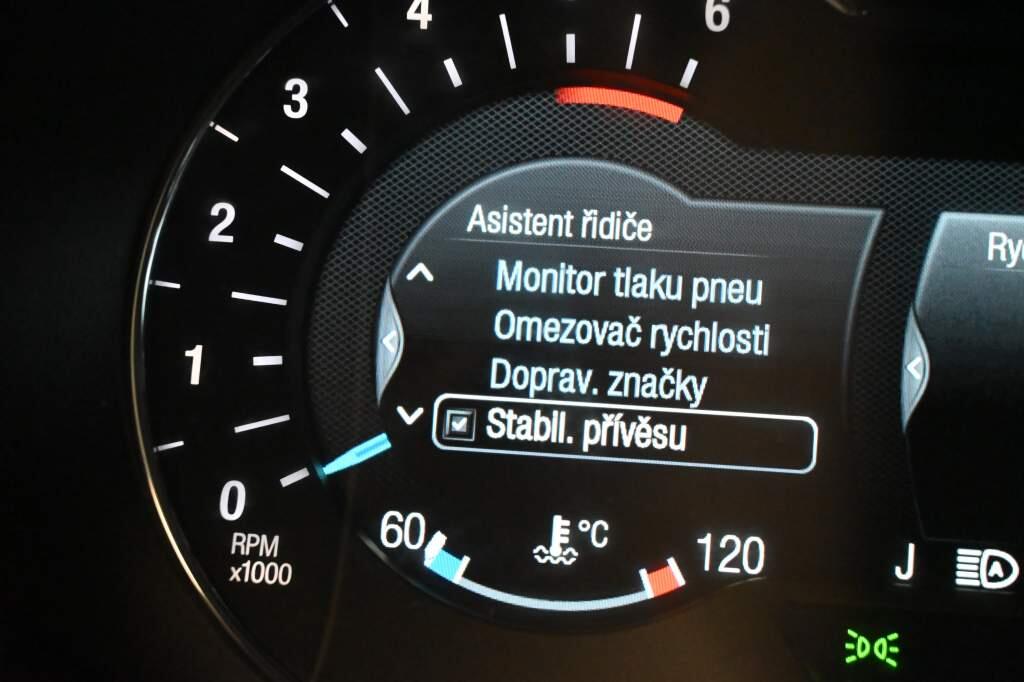 4
6
3
2
1
0
RPM
x1000
Asistent řidiče
Monitor tlaku pneu
Omezovač rychlosti
Doprav. značky
Stabil. přívěsu
60
°C
120
J
A